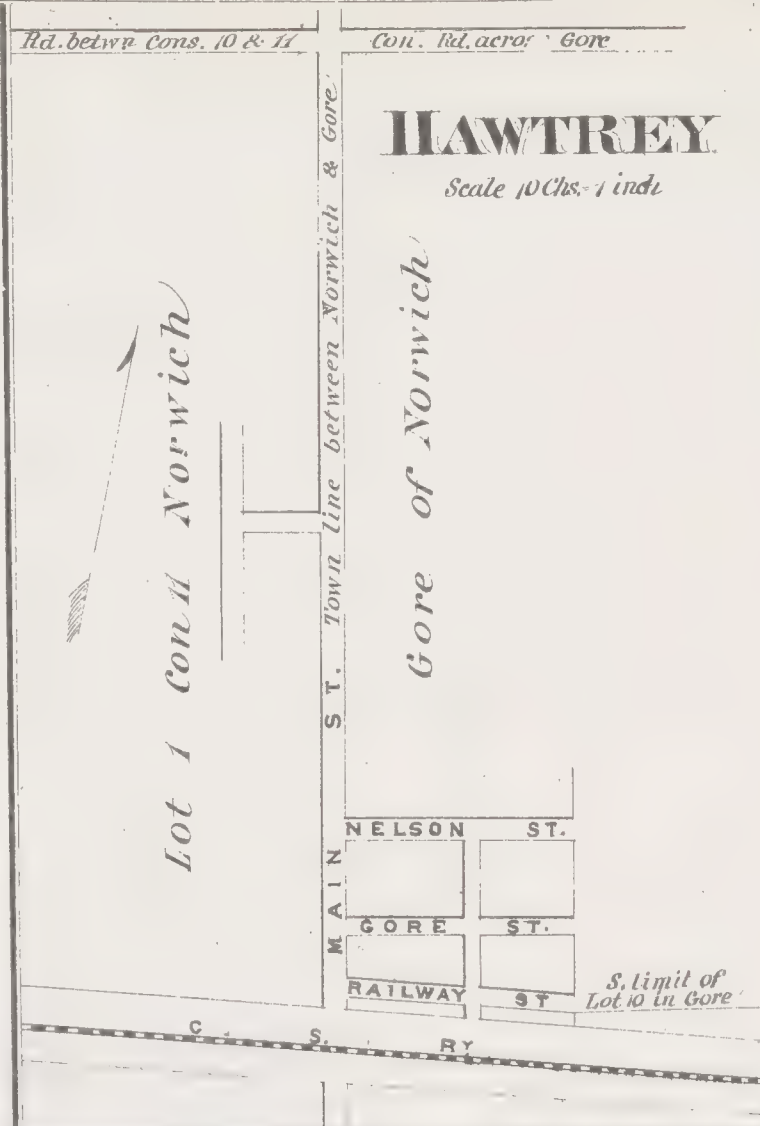 Rd. betwn Cons. 10 & 11
Con. Rd. across Gore
HAWTREY
Scale 10 Chs. = 1 inch
Town line between Norwich & Gore
MAIN ST.
Lot 1 Con 11 Norwich
Gore of Norwich
NELSON ST.
GORE ST.
RAILWAY ST
S. limit of
Lot 10 in Gore
C. S. RY